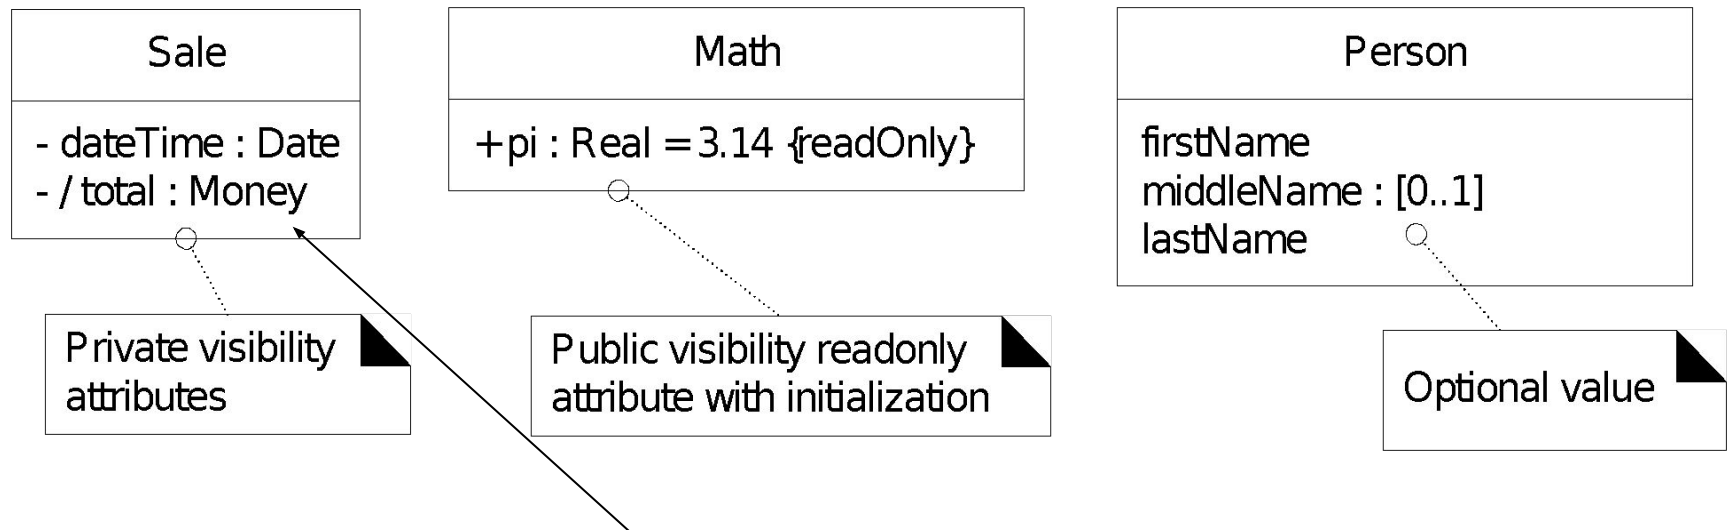 Sale
- dateTime : Date
- / total : Money
Private visibility
attributes
Math
+ pi : Real = 3.14 {readOnly}
Public visibility readonly
attribute with initialization
Person
firstName
middleName : [0..1]
lastName
Optional value